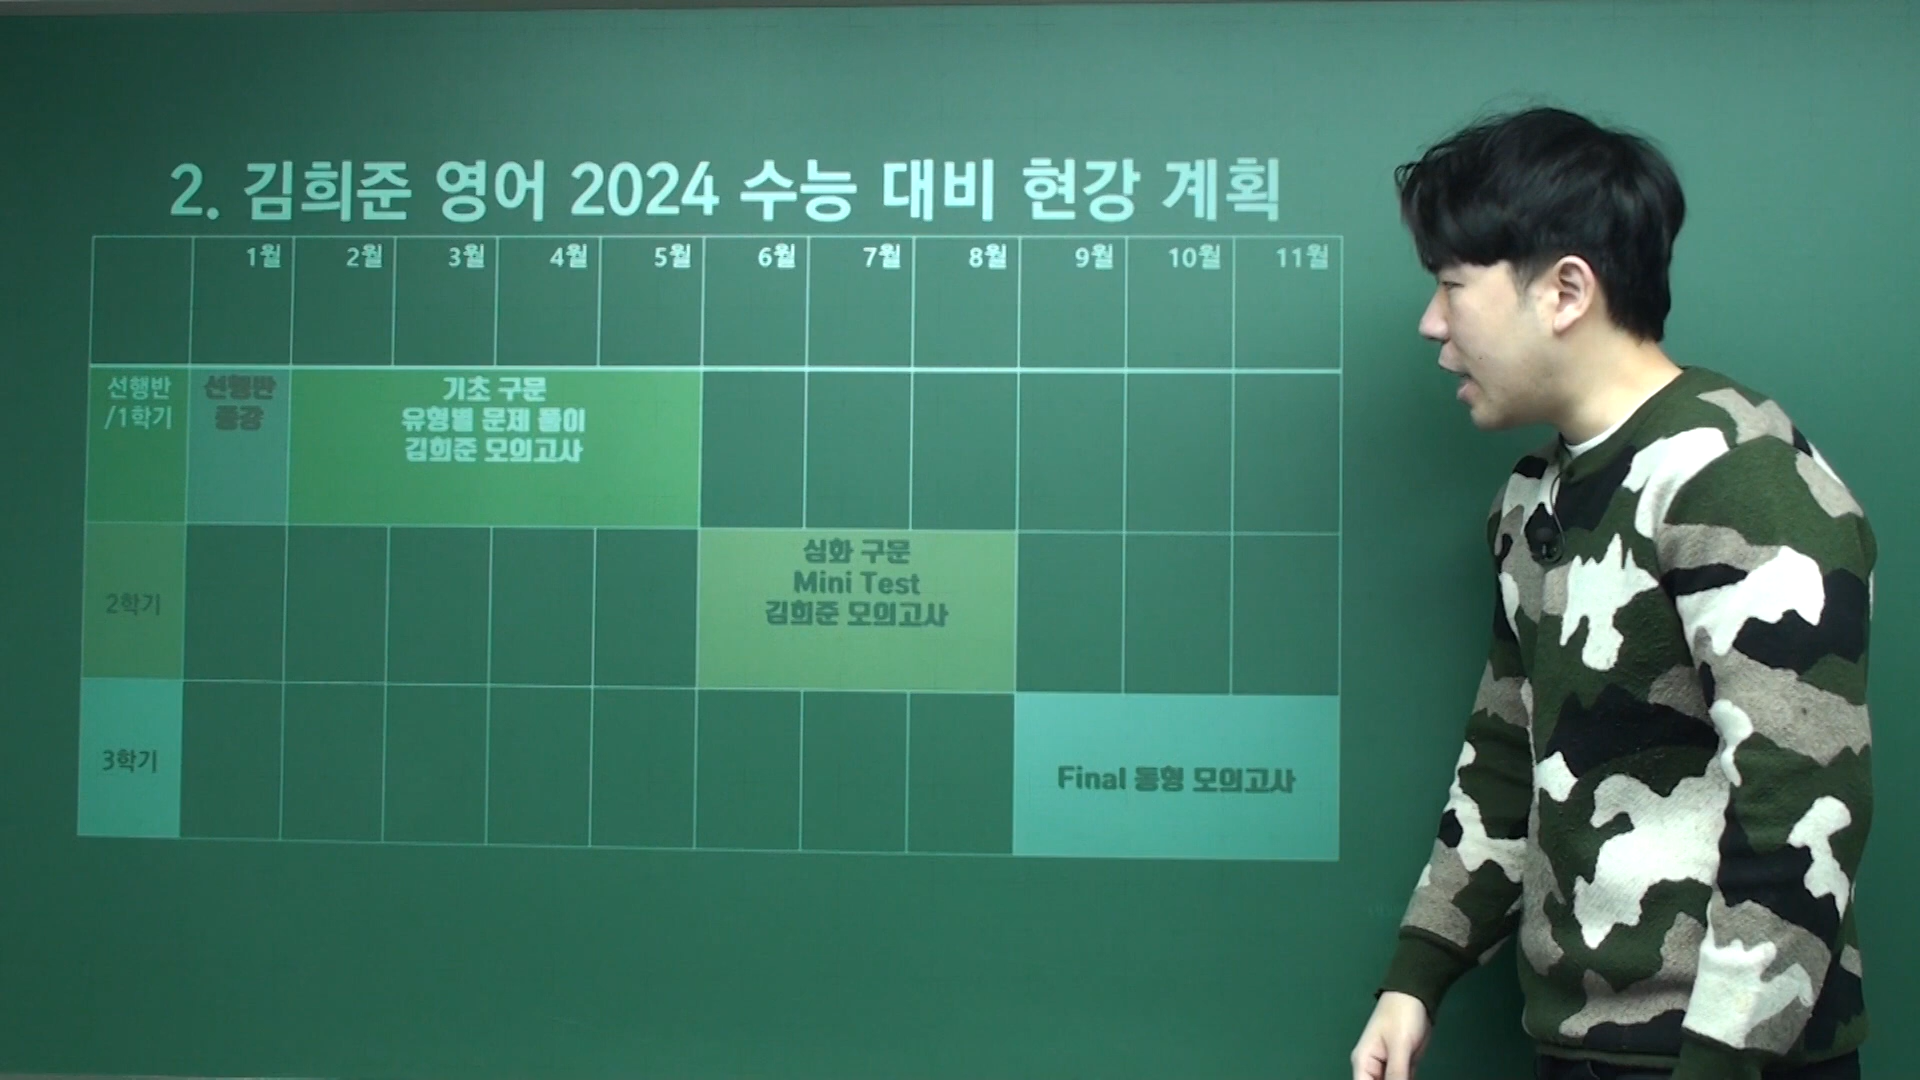 2. 김희준 영어 2024 수능 대비 현강 계획
1월 2월 3월 4월 5월 6월 7월 8월 9월 10월 11월
선행반
/1학기
선행반
종강
기초 구문
유형별 문제 풀이
김희준 모의고사
2학기
심화 구문
Mini Test
김희준 모의고사
3학기
Final 동형 모의고사